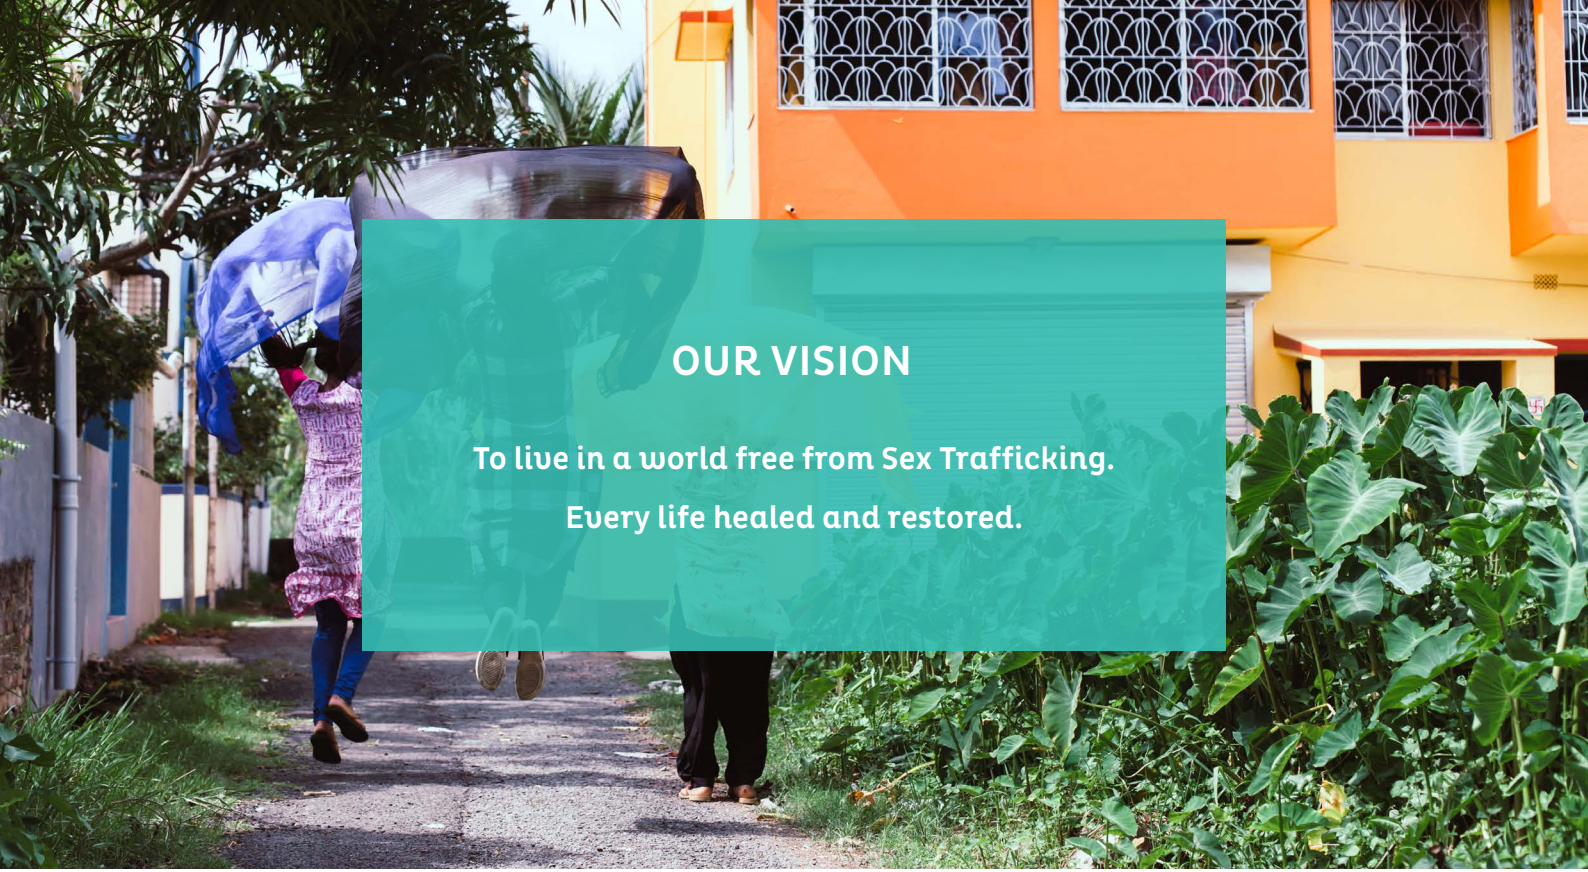 OUR VISION
To live in a world free from Sex Trafficking.
Every life healed and restored.